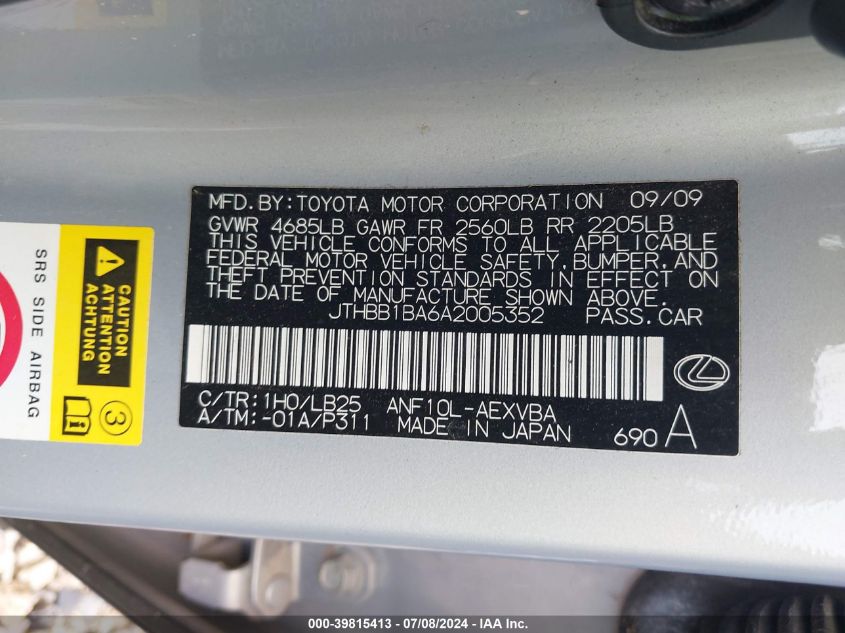 MFD.BY:TOYOTA MOTOR CORPORATION 09/09
GVWR 4685LB GAWR FR 2560LB RR 2205LB
THIS VEHICLE CONFORMS TO ALL APPLICABLE
FEDERAL MOTOR VEHICLE SAFETY, BUMPER, AND
THEFT PREVENTION STANDARDS IN EFFECT ON
THE DATE OF MANUFACTURE SHOWN ABOVE.
JTHBB1BA6A2005352 PASS.CAR
C/TR:1H0/LB25 ANF10L-AEXVBA
A/TM:-01A/P311 MADE IN JAPAN 690 A
SRS SIDE AIRBAG
CAUTION
ATTENTION
ACHTUNG
3
000-39815413 - 07/08/2024 - IAA Inc.